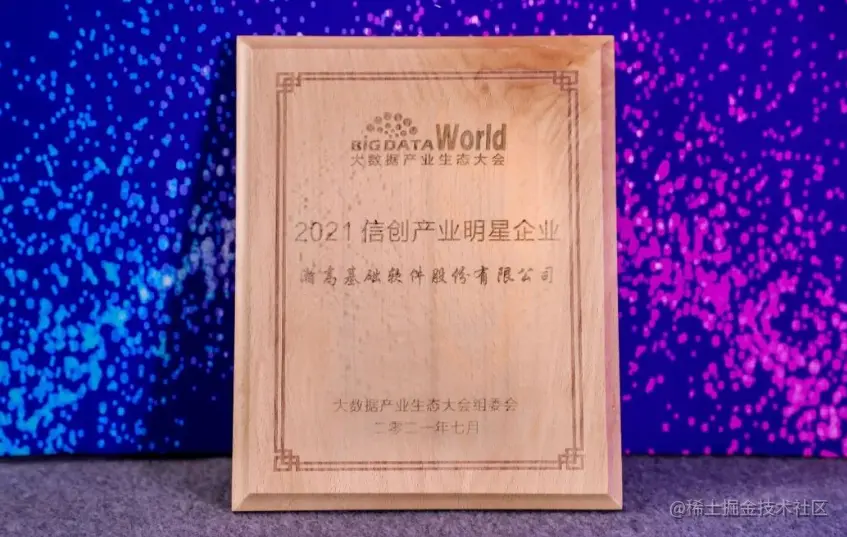 BIGDATA World
大数据产业生态大会
2021 信创产业明星企业
瀚高基础软件股份有限公司
大数据产业生态大会组委会
二零二一年七月
@稀土掘金技术社区